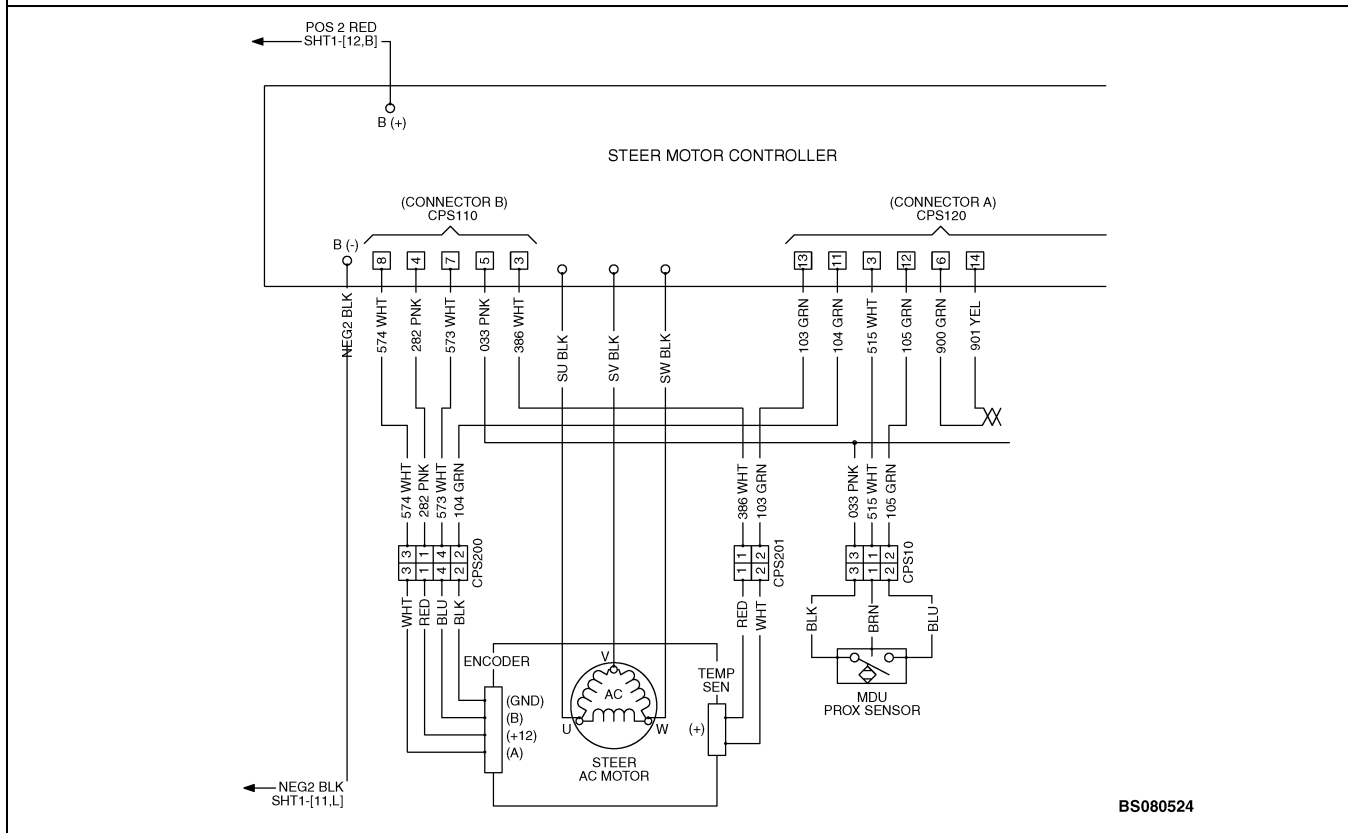 POS 2 RED
SHT1-[12,B]
B (+)
STEER MOTOR CONTROLLER
(CONNECTOR B)
CPS110
(CONNECTOR A)
CPS120
B (-)
8
4
7
5
3
13
11
3
12
6
14
NEG2 BLK
574 WHT
282 PNK
573 WHT
033 PNK
386 WHT
SU BLK
SV BLK
SW BLK
103 GRN
104 GRN
515 WHT
105 GRN
900 GRN
901 YEL
574 WHT
282 PNK
573 WHT
104 GRN
386 WHT
103 GRN
033 PNK
515 WHT
105 GRN
3 1 4 2
3 1 4 2
CPS200
1 2
1 2
CPS201
3 1 2
3 1 2
CPS10
WHT
RED
BLU
BLK
RED
WHT
BLK
BRN
BLU
ENCODER
(GND)
(B)
(+12)
(A)
V
AC
U
W
STEER
AC MOTOR
TEMP
SEN
(+)
MDU
PROX SENSOR
NEG2 BLK
SHT1-[11,L]
BS080524